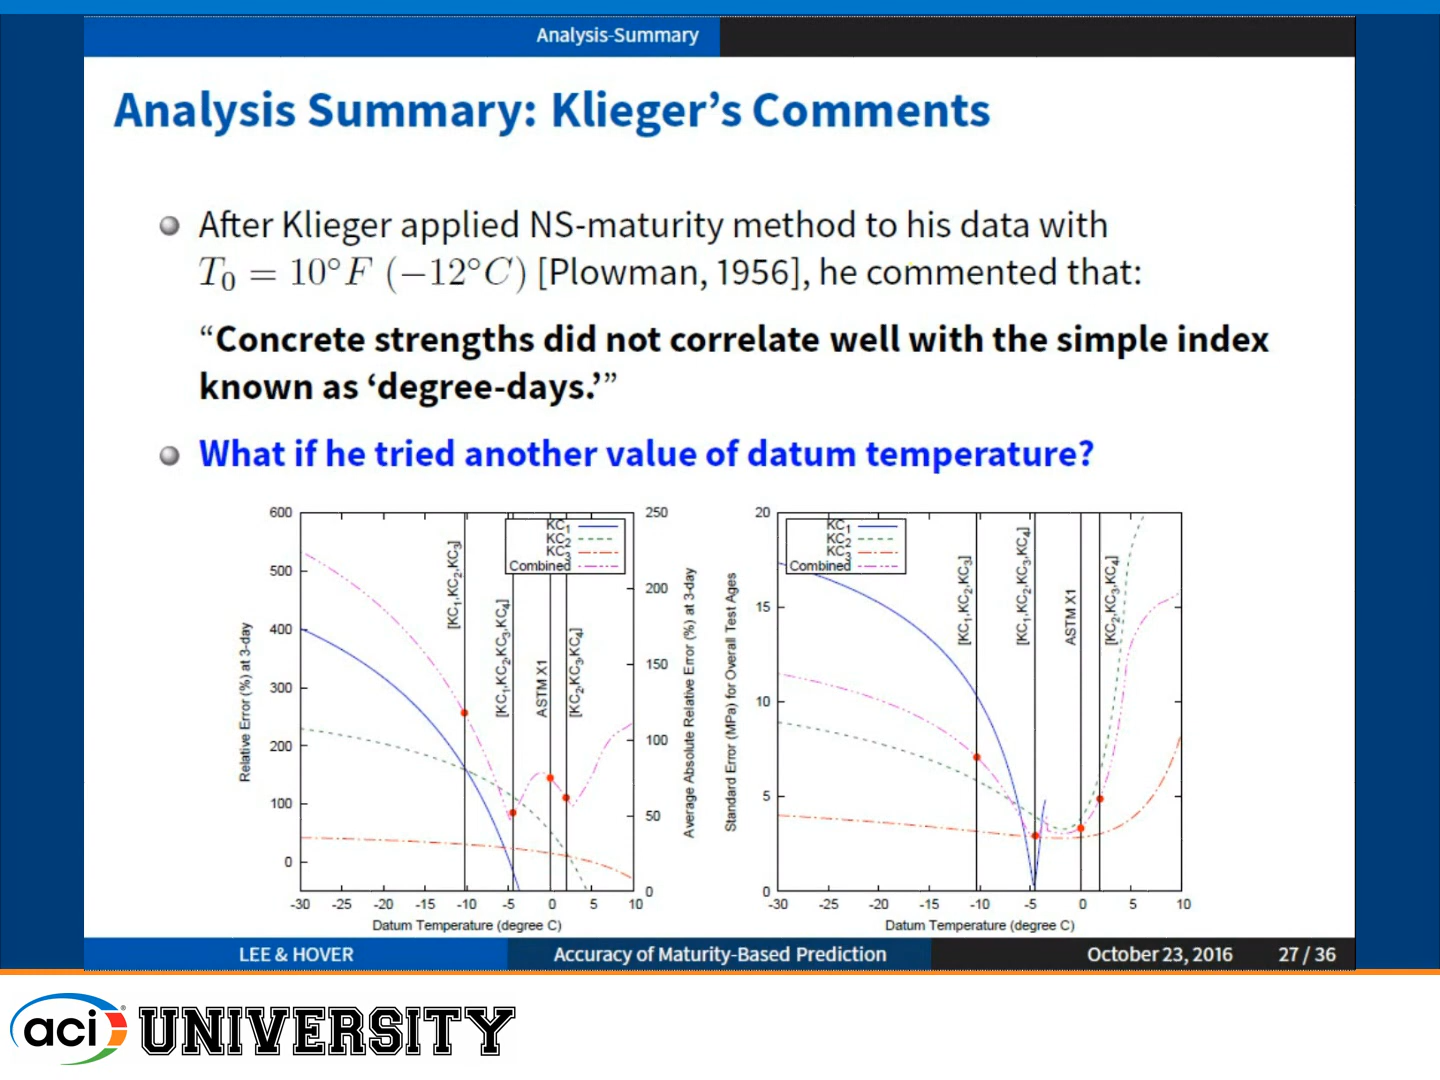 Analysis-Summary
Analysis Summary: Klieger's Comments
After Klieger applied NS-maturity method to his data with
T₀ = 10°F (−12°C) [Plowman, 1956], he commented that:
“Concrete strengths did not correlate well with the simple index
known as ‘degree-days.’”
What if he tried another value of datum temperature?
600
500
400
300
200
100
0
Relative Error (%) at 3-day
250
200
150
100
50
0
Average Absolute Relative Error (%) at 3-day
KC₁
KC₂
KC₃
Combined
[KC₁,KC₂,KC₃]
[KC₁,KC₂,KC₃,KC₄]
ASTM X1
[KC₂,KC₃,KC₄]
-30 -25 -20 -15 -10 -5 0 5 10
Datum Temperature (degree C)
20
15
10
5
0
Standard Error (MPa) for Overall Test Ages
KC₁
KC₂
KC₃
Combined
[KC₁,KC₂,KC₃]
[KC₁,KC₂,KC₃,KC₄]
ASTM X1
[KC₂,KC₃,KC₄]
-30 -25 -20 -15 -10 -5 0 5 10
Datum Temperature (degree C)
LEE & HOVER Accuracy of Maturity-Based Prediction October 23, 2016 27 / 36
aci UNIVERSITY